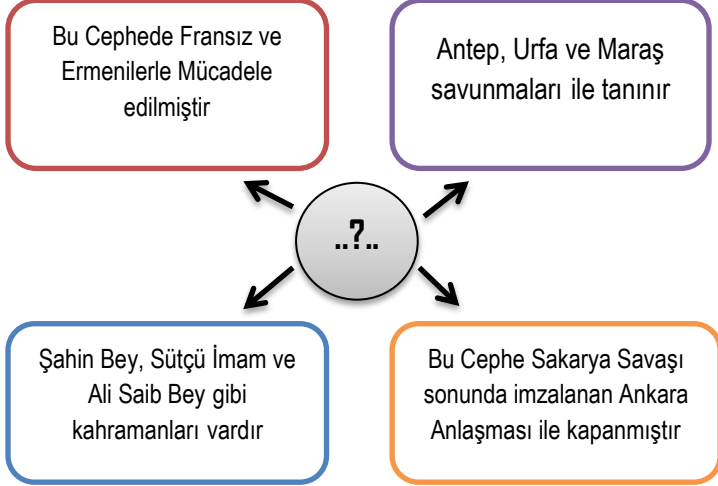 Bu Cephede Fransız ve
Ermenilerle Mücadele
edilmiştir
Antep, Urfa ve Maraş
savunmaları ile tanınır
..?..
Şahin Bey, Sütçü İmam ve
Ali Saib Bey gibi
kahramanları vardır
Bu Cephe Sakarya Savaşı
sonunda imzalanan Ankara
Anlaşması ile kapanmıştır